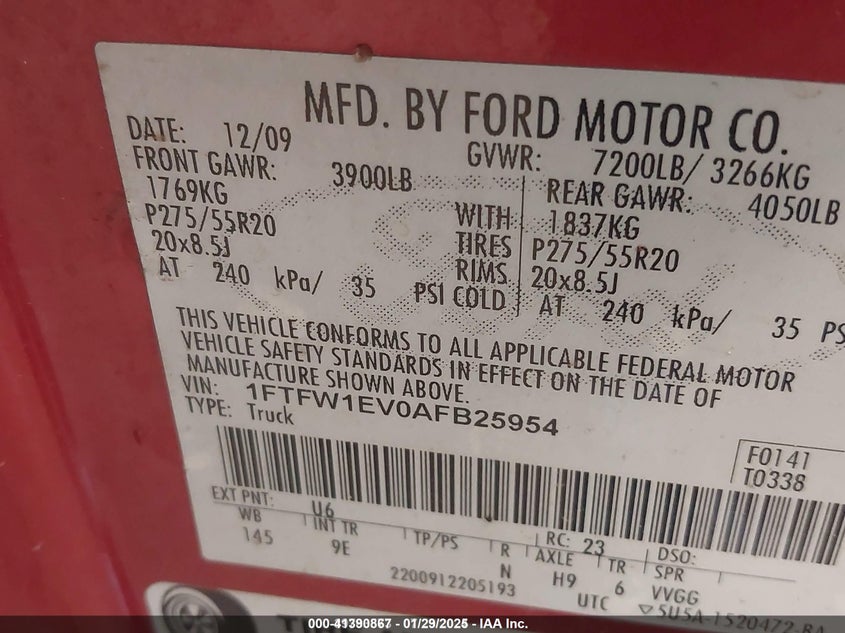 MFD. BY FORD MOTOR CO.
DATE: 12/09 GVWR: 7200LB/ 3266KG
FRONT GAWR: 3900LB REAR GAWR: 4050LB
1769KG WITH 1837KG
P275/55R20 TIRES P275/55R20
20x8.5J RIMS 20x8.5J
AT 240 kPa/ 35 PSI COLD AT 240 kPa/ 35 PS
THIS VEHICLE CONFORMS TO ALL APPLICABLE FEDERAL MOTOR
VEHICLE SAFETY STANDARDS IN EFFECT ON THE DATE OF
MANUFACTURE SHOWN ABOVE.
VIN: 1FTFW1EV0AFB25954
TYPE: Truck
F0141
T0338
EXT PNT: U6 RC: 23 DSO:
WB INT TR TP/PS R AXLE TR SPR
145 9E N H9 6 VVGG
2200912205193 UTC
000-41390867 - 01/29/2025 - IAA Inc.